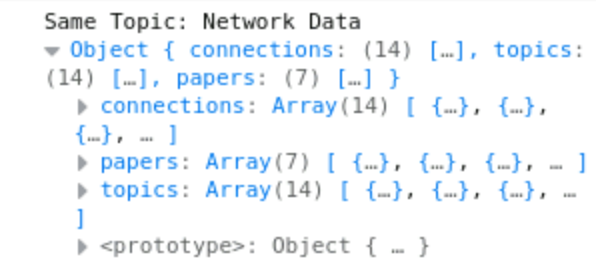 Same Topic: Network Data
Object { connections: (14) […], topics:
(14) […], papers: (7) […] }
connections: Array(14) [ {…}, {…},
{…}, … ]
papers: Array(7) [ {…}, {…}, {…}, … ]
topics: Array(14) [ {…}, {…}, {…}, …
]
<prototype>: Object { … }